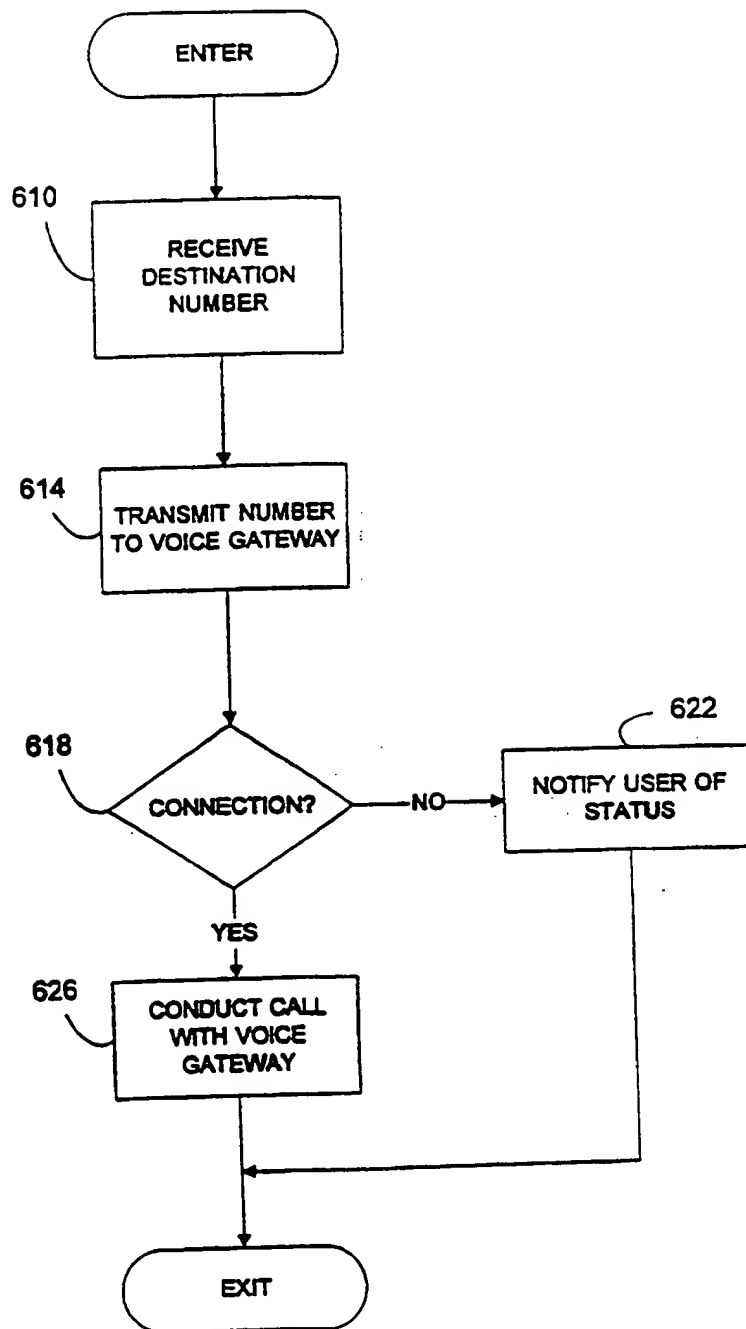 ENTER
610
RECEIVE
DESTINATION
NUMBER
614
TRANSMIT NUMBER
TO VOICE GATEWAY
618
CONNECTION?
NO
622
NOTIFY USER OF
STATUS
YES
626
CONDUCT CALL
WITH VOICE
GATEWAY
EXIT